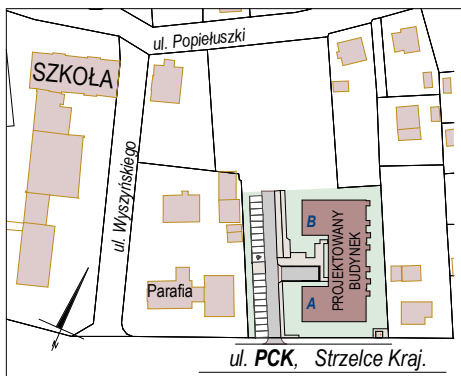 ul. Popiełuszki
SZKOŁA
ul. Wyszyńskiego
B
PROJEKTOWANY
BUDYNEK
A
Parafia
N
ul. PCK, Strzelce Kraj.